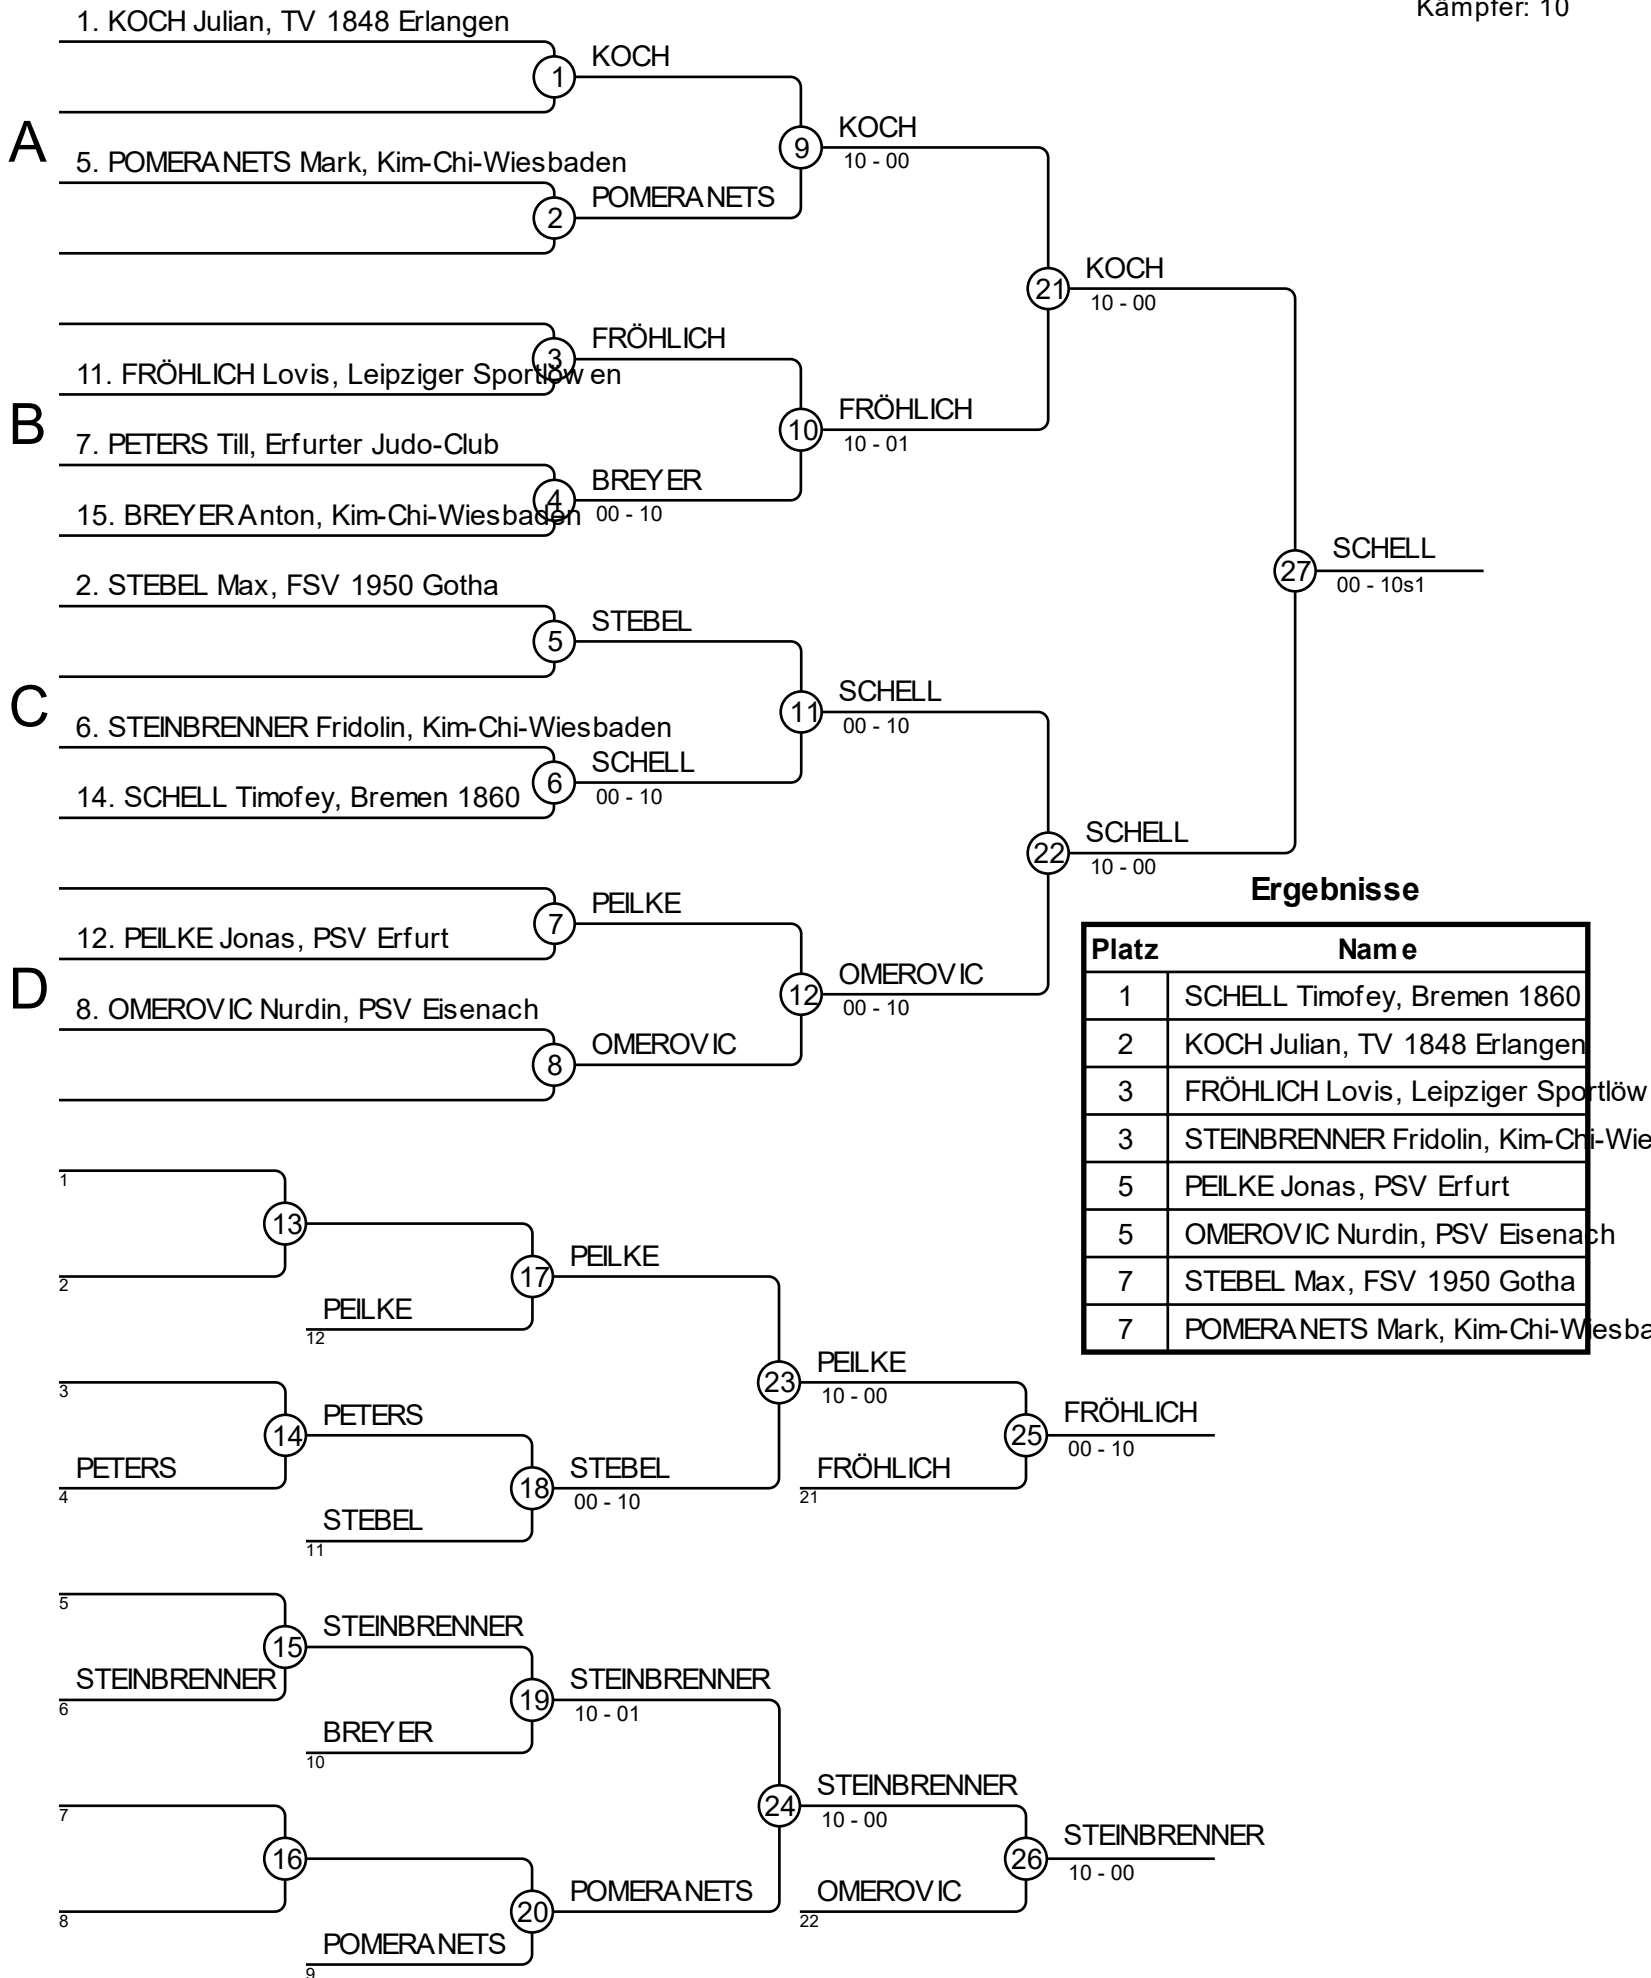 Kämpfer: 10
1. KOCH Julian, TV 1848 Erlangen
1
KOCH
A
5. POMERANETS Mark, Kim-Chi-Wiesbaden
2
POMERANETS
9
KOCH
10 - 00
3
FRÖHLICH
11. FRÖHLICH Lovis, Leipziger Sportlöwen
B
7. PETERS Till, Erfurter Judo-Club
4
BREYER
00 - 10
15. BREYER Anton, Kim-Chi-Wiesbaden
10
FRÖHLICH
10 - 01
21
KOCH
10 - 00
2. STEBEL Max, FSV 1950 Gotha
5
STEBEL
C
6. STEINBRENNER Fridolin, Kim-Chi-Wiesbaden
6
SCHELL
00 - 10
14. SCHELL Timofey, Bremen 1860
11
SCHELL
00 - 10
7
PEILKE
12. PEILKE Jonas, PSV Erfurt
D
8. OMEROVIC Nurdin, PSV Eisenach
8
OMEROVIC
12
OMEROVIC
00 - 10
22
SCHELL
10 - 00
27
SCHELL
00 - 10s1
Ergebnisse
Platz Name
1 SCHELL Timofey, Bremen 1860
2 KOCH Julian, TV 1848 Erlangen
3 FRÖHLICH Lovis, Leipziger Sportlöw
3 STEINBRENNER Fridolin, Kim-Chi-Wie
5 PEILKE Jonas, PSV Erfurt
5 OMEROVIC Nurdin, PSV Eisenach
7 STEBEL Max, FSV 1950 Gotha
7 POMERANETS Mark, Kim-Chi-Wiesba
1
13
2
17
PEILKE
PEILKE
12
3
14
PETERS
PETERS
4
18
STEBEL
00 - 10
STEBEL
11
23
PEILKE
10 - 00
25
FRÖHLICH
00 - 10
FRÖHLICH
21
5
15
STEINBRENNER
STEINBRENNER
6
19
STEINBRENNER
10 - 01
BREYER
10
7
16
8
20
POMERANETS
POMERANETS
9
24
STEINBRENNER
10 - 00
26
STEINBRENNER
10 - 00
OMEROVIC
22